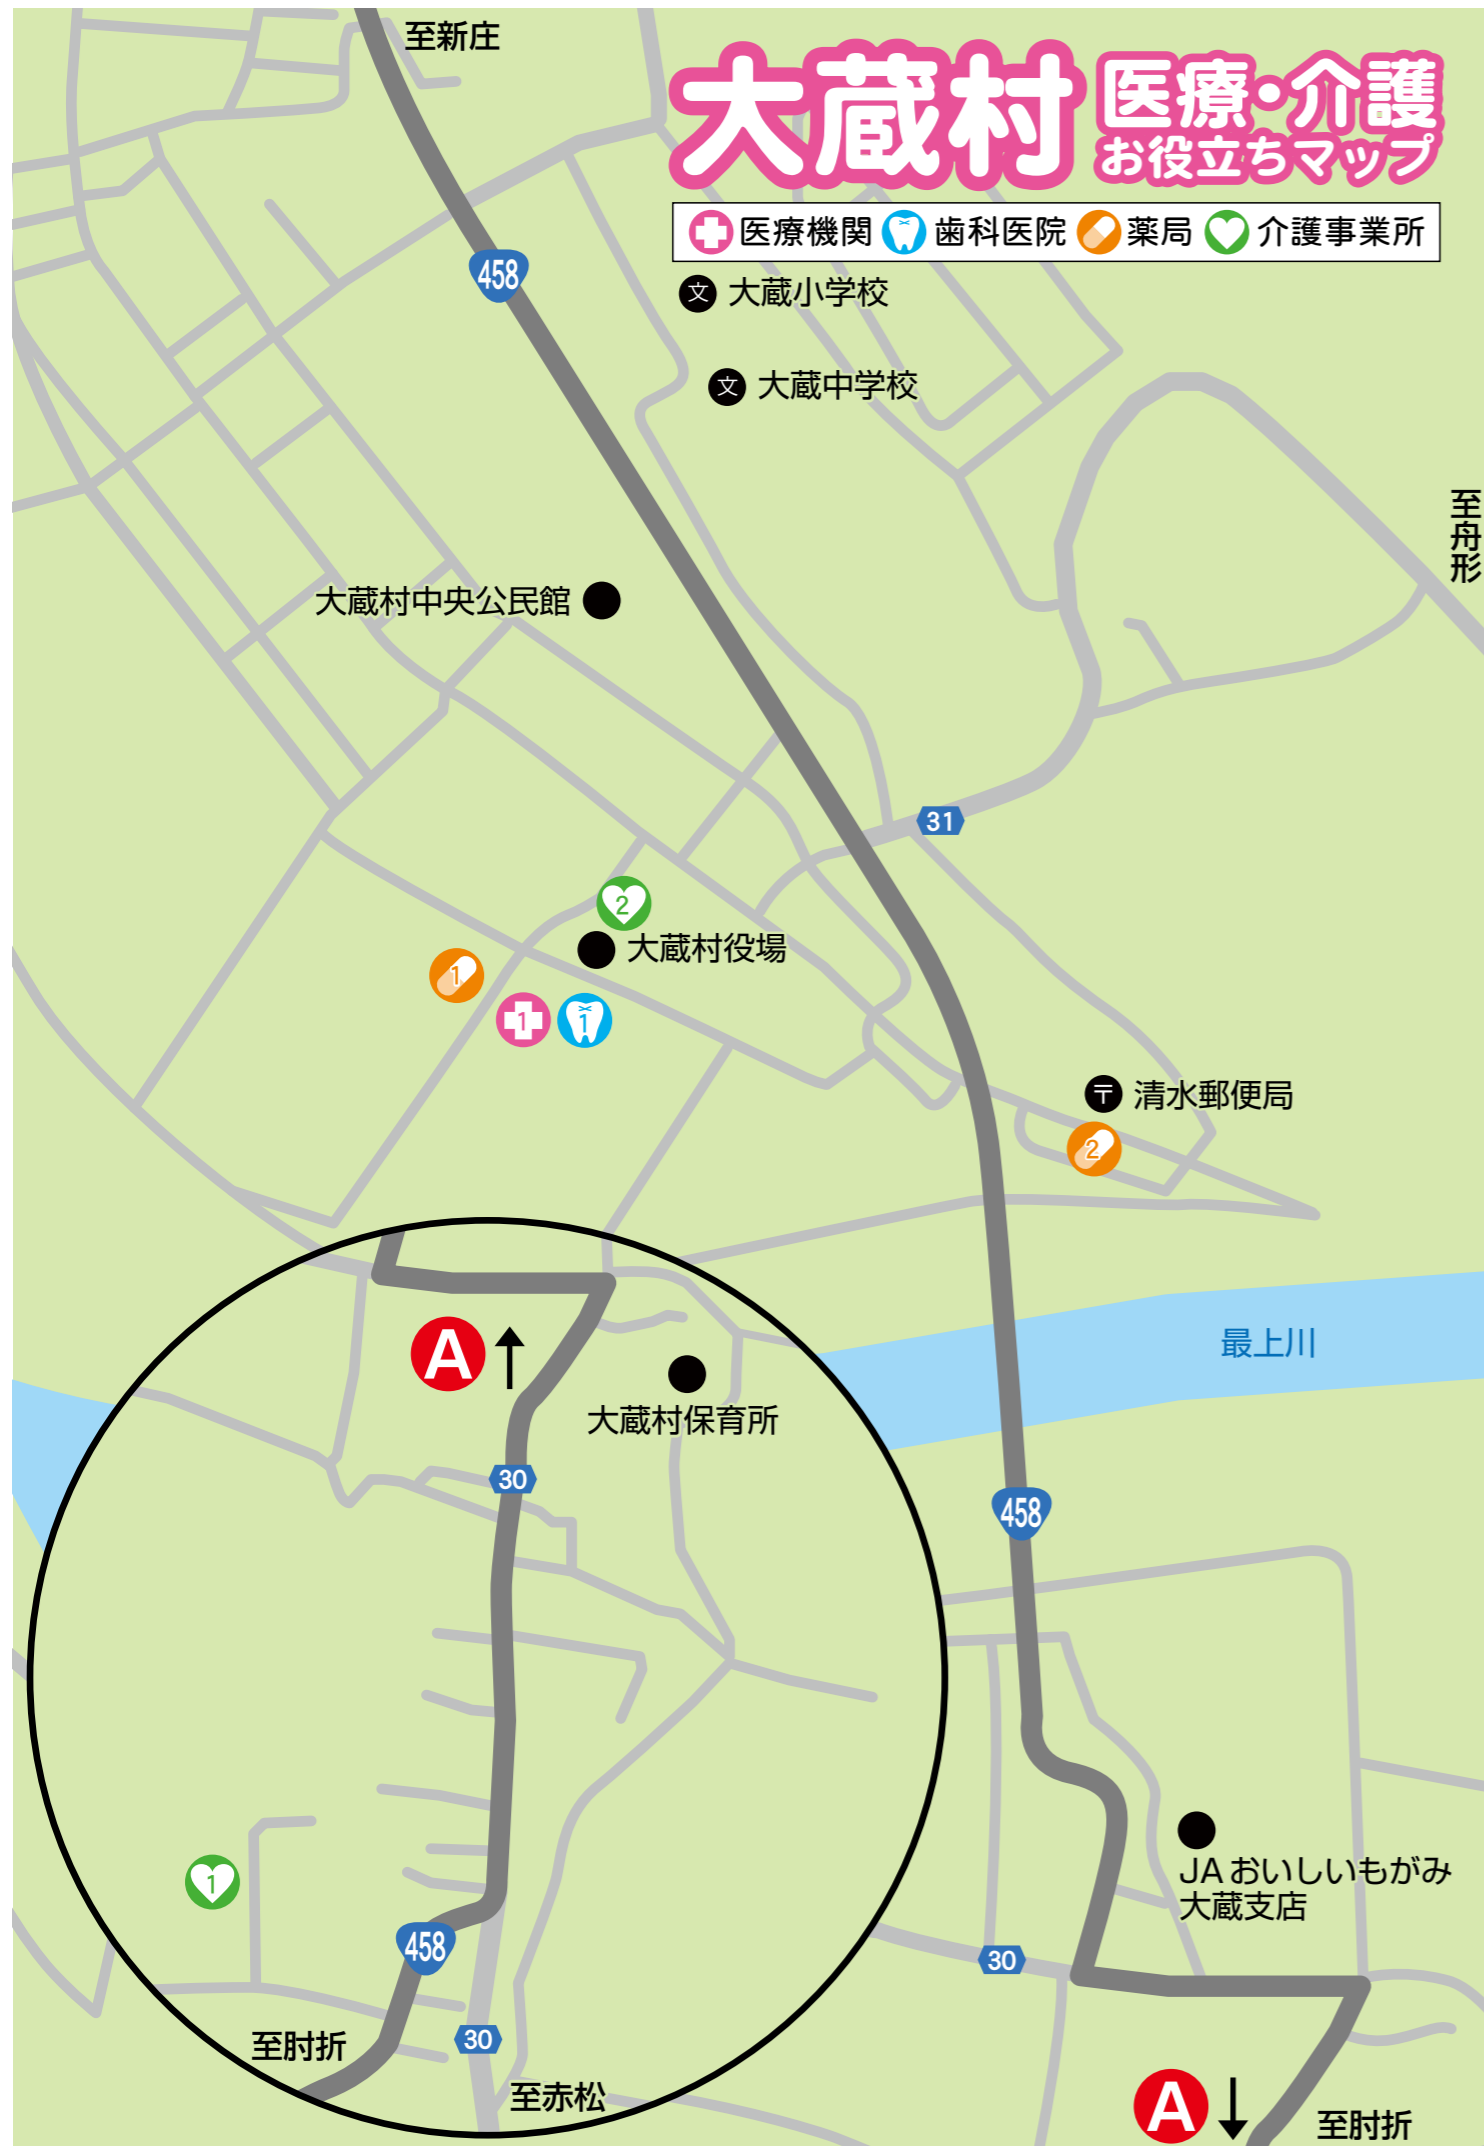 至新庄
大蔵村 医療・介護
お役立ちマップ
医療機関 歯科医院 薬局 介護事業所
458
文 大蔵小学校
文 大蔵中学校
至舟形
大蔵村中央公民館
31
2
大蔵村役場
1
1 1
〒 清水郵便局
2
最上川
A
大蔵村保育所
30
458
JAおいしいもがみ
大蔵支店
1
458
30
30
至肘折
至赤松
A
至肘折